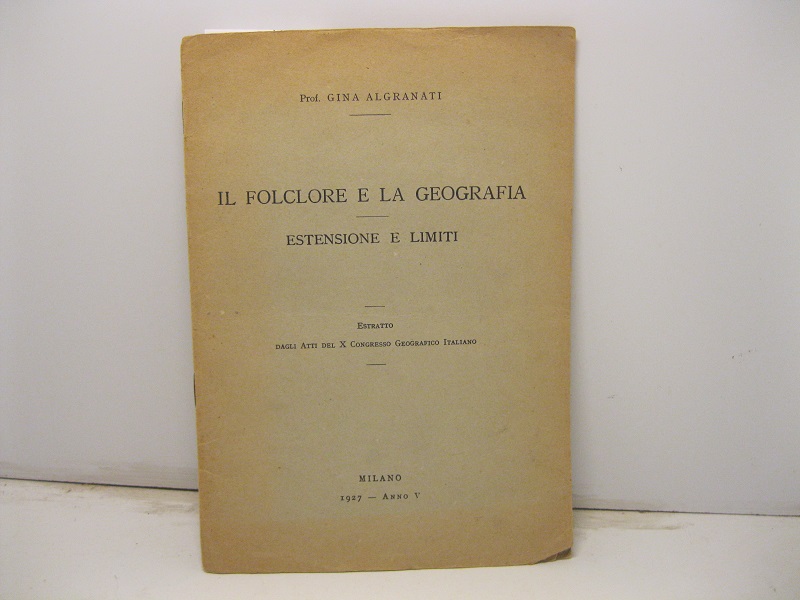 Prof. GINA ALGRANATI
IL FOLCLORE E LA GEOGRAFIA
ESTENSIONE E LIMITI
ESTRATTO
DAGLI ATTI DEL X CONGRESSO GEOGRAFICO ITALIANO
MILANO
1927 — ANNO V